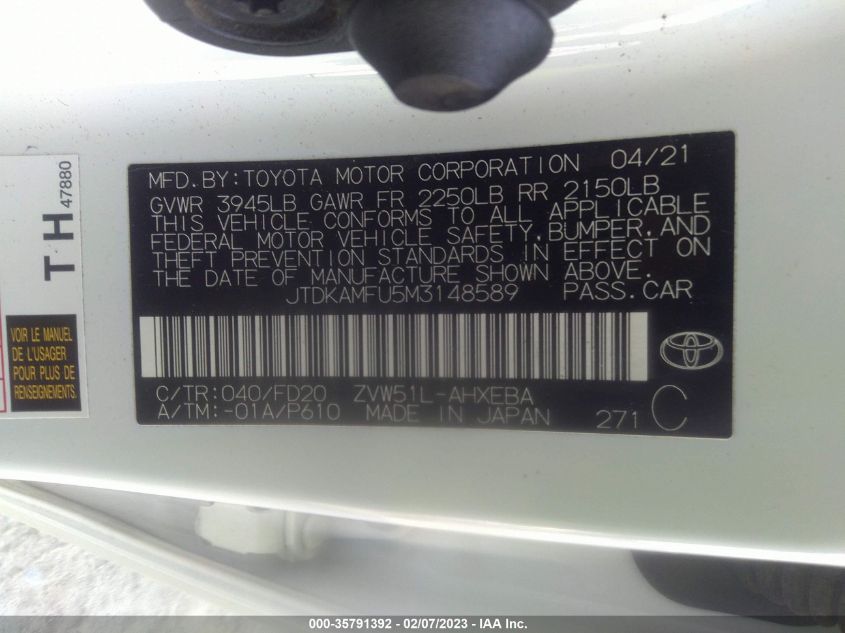 MFD.BY:TOYOTA MOTOR CORPORATION 04/21
GVWR 3945LB GAWR FR 2250LB RR 2150LB
THIS VEHICLE CONFORMS TO ALL APPLICABLE
FEDERAL MOTOR VEHICLE SAFETY,BUMPER,AND
THEFT PREVENTION STANDARDS IN EFFECT ON
THE DATE OF MANUFACTURE SHOWN ABOVE.
JTDKAMFU5M3148589 PASS.CAR
C/TR:040/FD20 ZVW51L-AHXEBA
A/TM:-01A/P610 MADE IN JAPAN 271 C
TH 47880
VOIR LE MANUEL
DE L'USAGER
POUR PLUS DE
RENSEIGNEMENTS
000-35791392 — 02/07/2023 — IAA Inc.